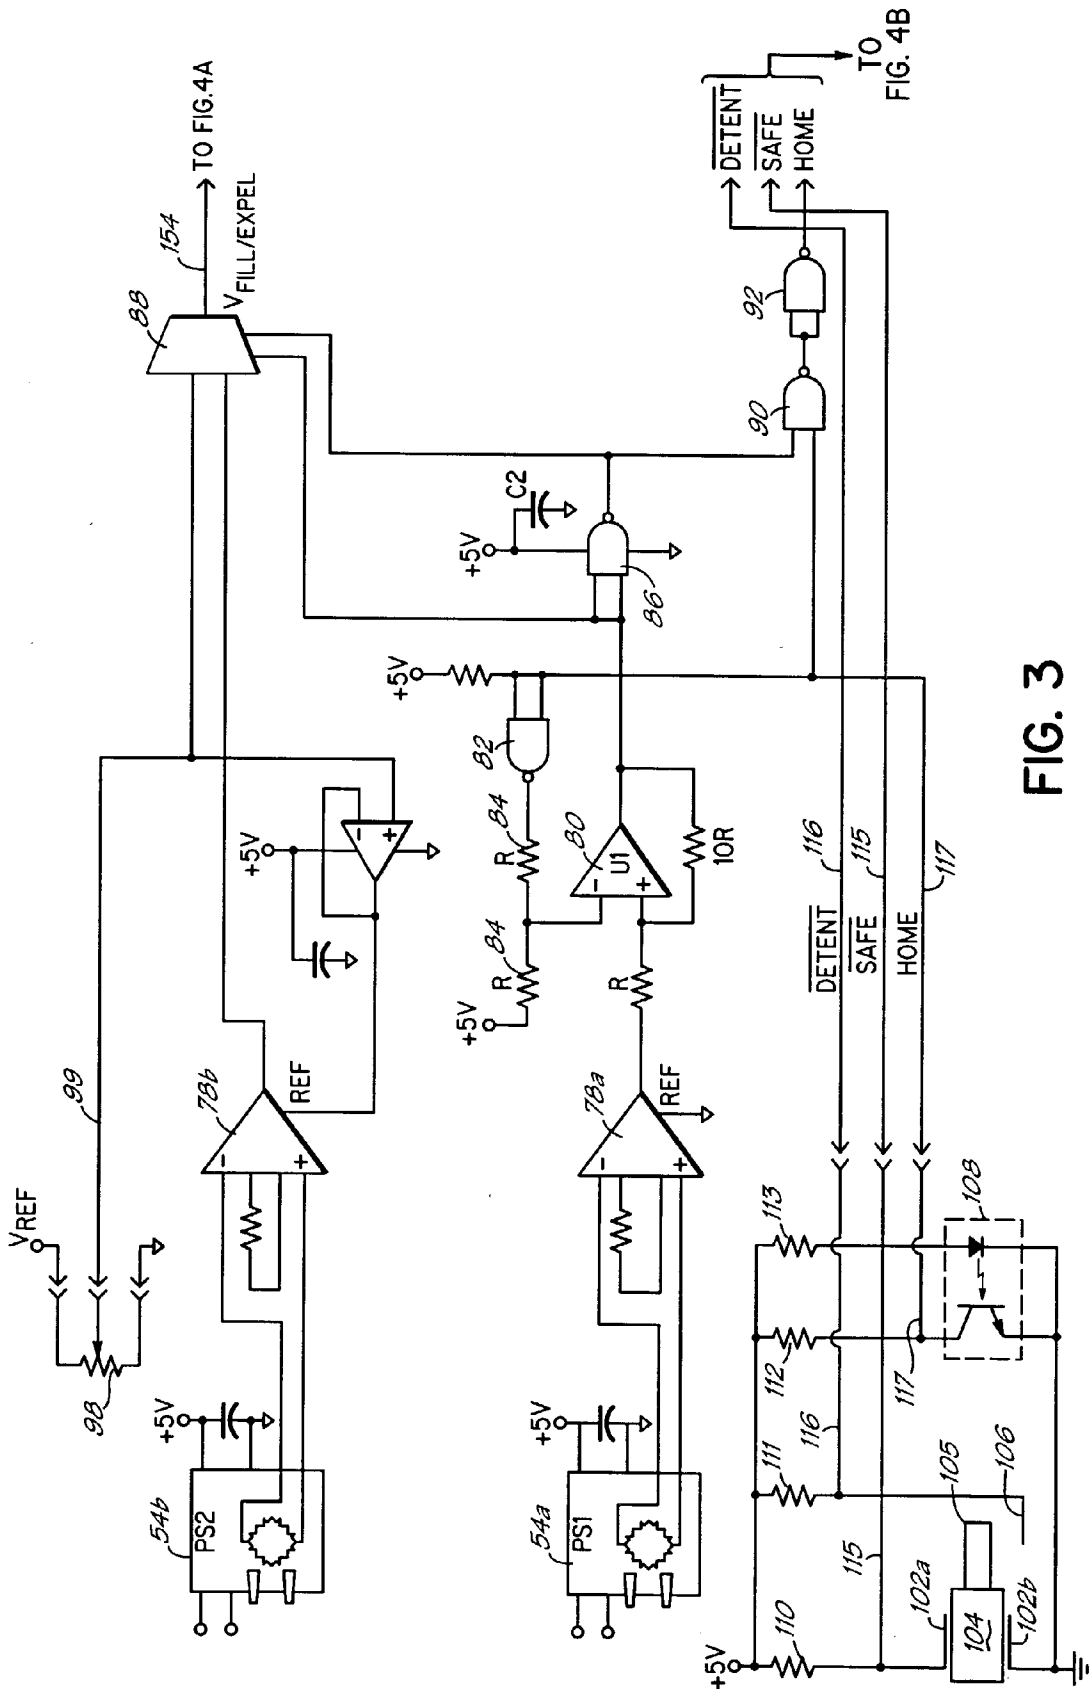 TO FIG.4A
154
VFILL/EXPEL
88
99
VREF
98
78b
REF
+5V
PS2
54b
+5V
+5V
C2
86
+5V
82
84
R
84
R
+5V
80
U1
10R
R
78a
REF
+5V
PS1
54a
90
92
DETENT
SAFE
HOME
TO
FIG. 4B
116
115
117
DETENT
SAFE
HOME
108
113
112
117
116
111
115
105
106
102a
104
102b
110
+5V
FIG. 3